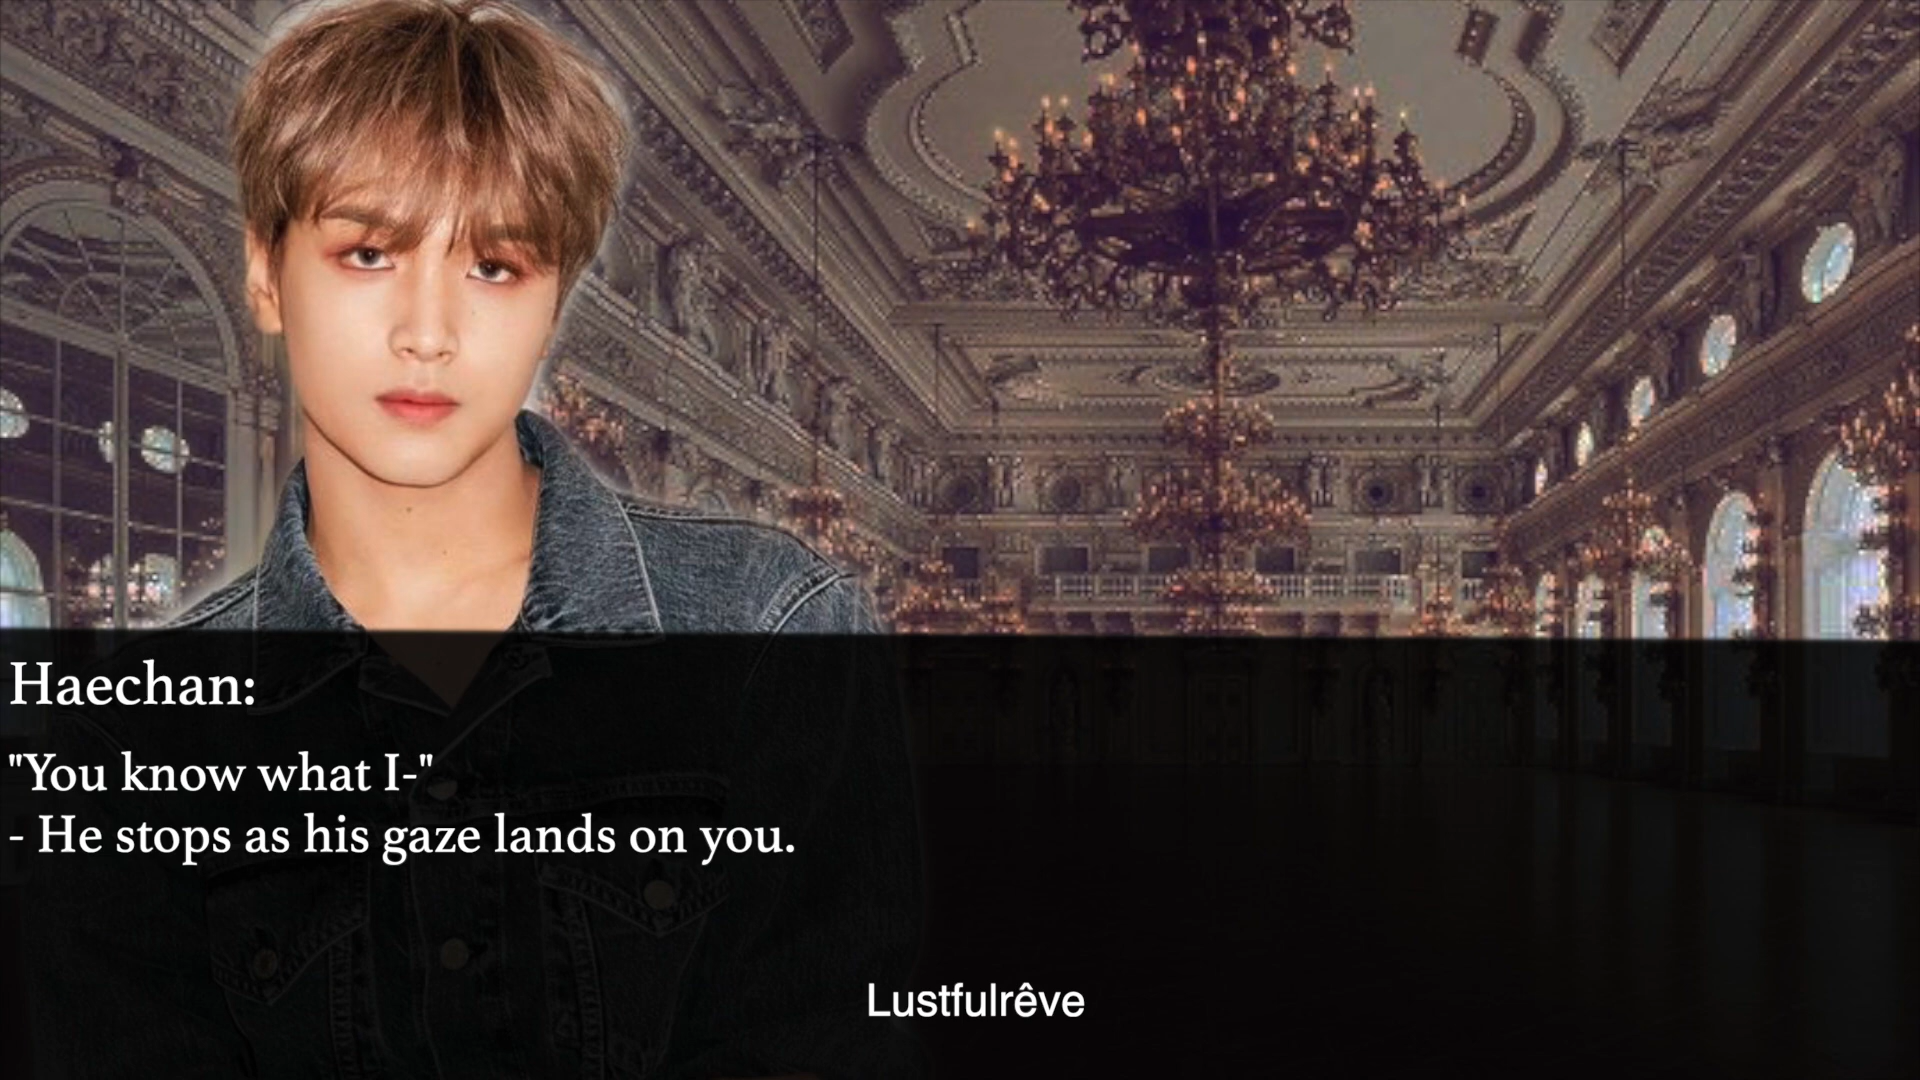 Haechan:
"You know what I-"
- He stops as his gaze lands on you.
Lustfulrêve